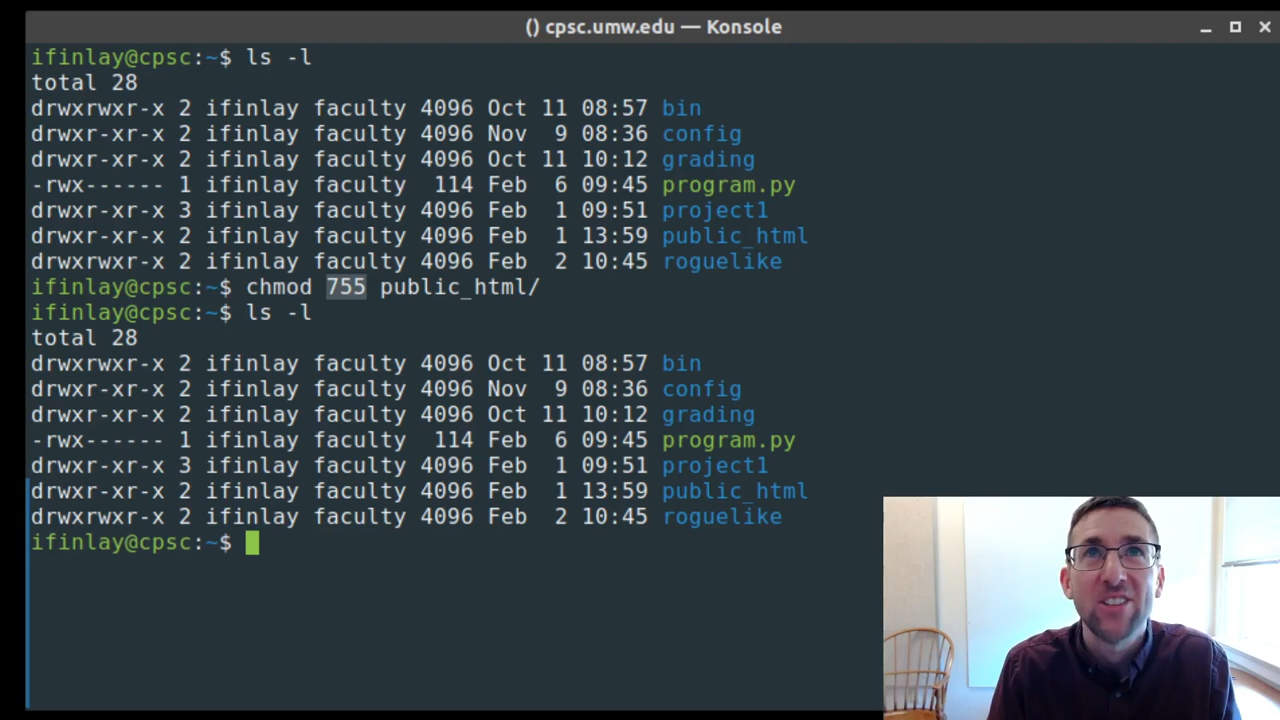 () cpsc.umw.edu — Konsole
ifinlay@cpsc:~$ ls -l
total 28
drwxrwxr-x 2 ifinlay faculty 4096 Oct 11 08:57 bin
drwxr-xr-x 2 ifinlay faculty 4096 Nov  9 08:36 config
drwxr-xr-x 2 ifinlay faculty 4096 Oct 11 10:12 grading
-rwx------ 1 ifinlay faculty  114 Feb  6 09:45 program.py
drwxr-xr-x 3 ifinlay faculty 4096 Feb  1 09:51 project1
drwxr-xr-x 2 ifinlay faculty 4096 Feb  1 13:59 public_html
drwxrwxr-x 2 ifinlay faculty 4096 Feb  2 10:45 roguelike
ifinlay@cpsc:~$ chmod 755 public_html/
ifinlay@cpsc:~$ ls -l
total 28
drwxrwxr-x 2 ifinlay faculty 4096 Oct 11 08:57 bin
drwxr-xr-x 2 ifinlay faculty 4096 Nov  9 08:36 config
drwxr-xr-x 2 ifinlay faculty 4096 Oct 11 10:12 grading
-rwx------ 1 ifinlay faculty  114 Feb  6 09:45 program.py
drwxr-xr-x 3 ifinlay faculty 4096 Feb  1 09:51 project1
drwxr-xr-x 2 ifinlay faculty 4096 Feb  1 13:59 public_html
drwxrwxr-x 2 ifinlay faculty 4096 Feb  2 10:45 roguelike
ifinlay@cpsc:~$